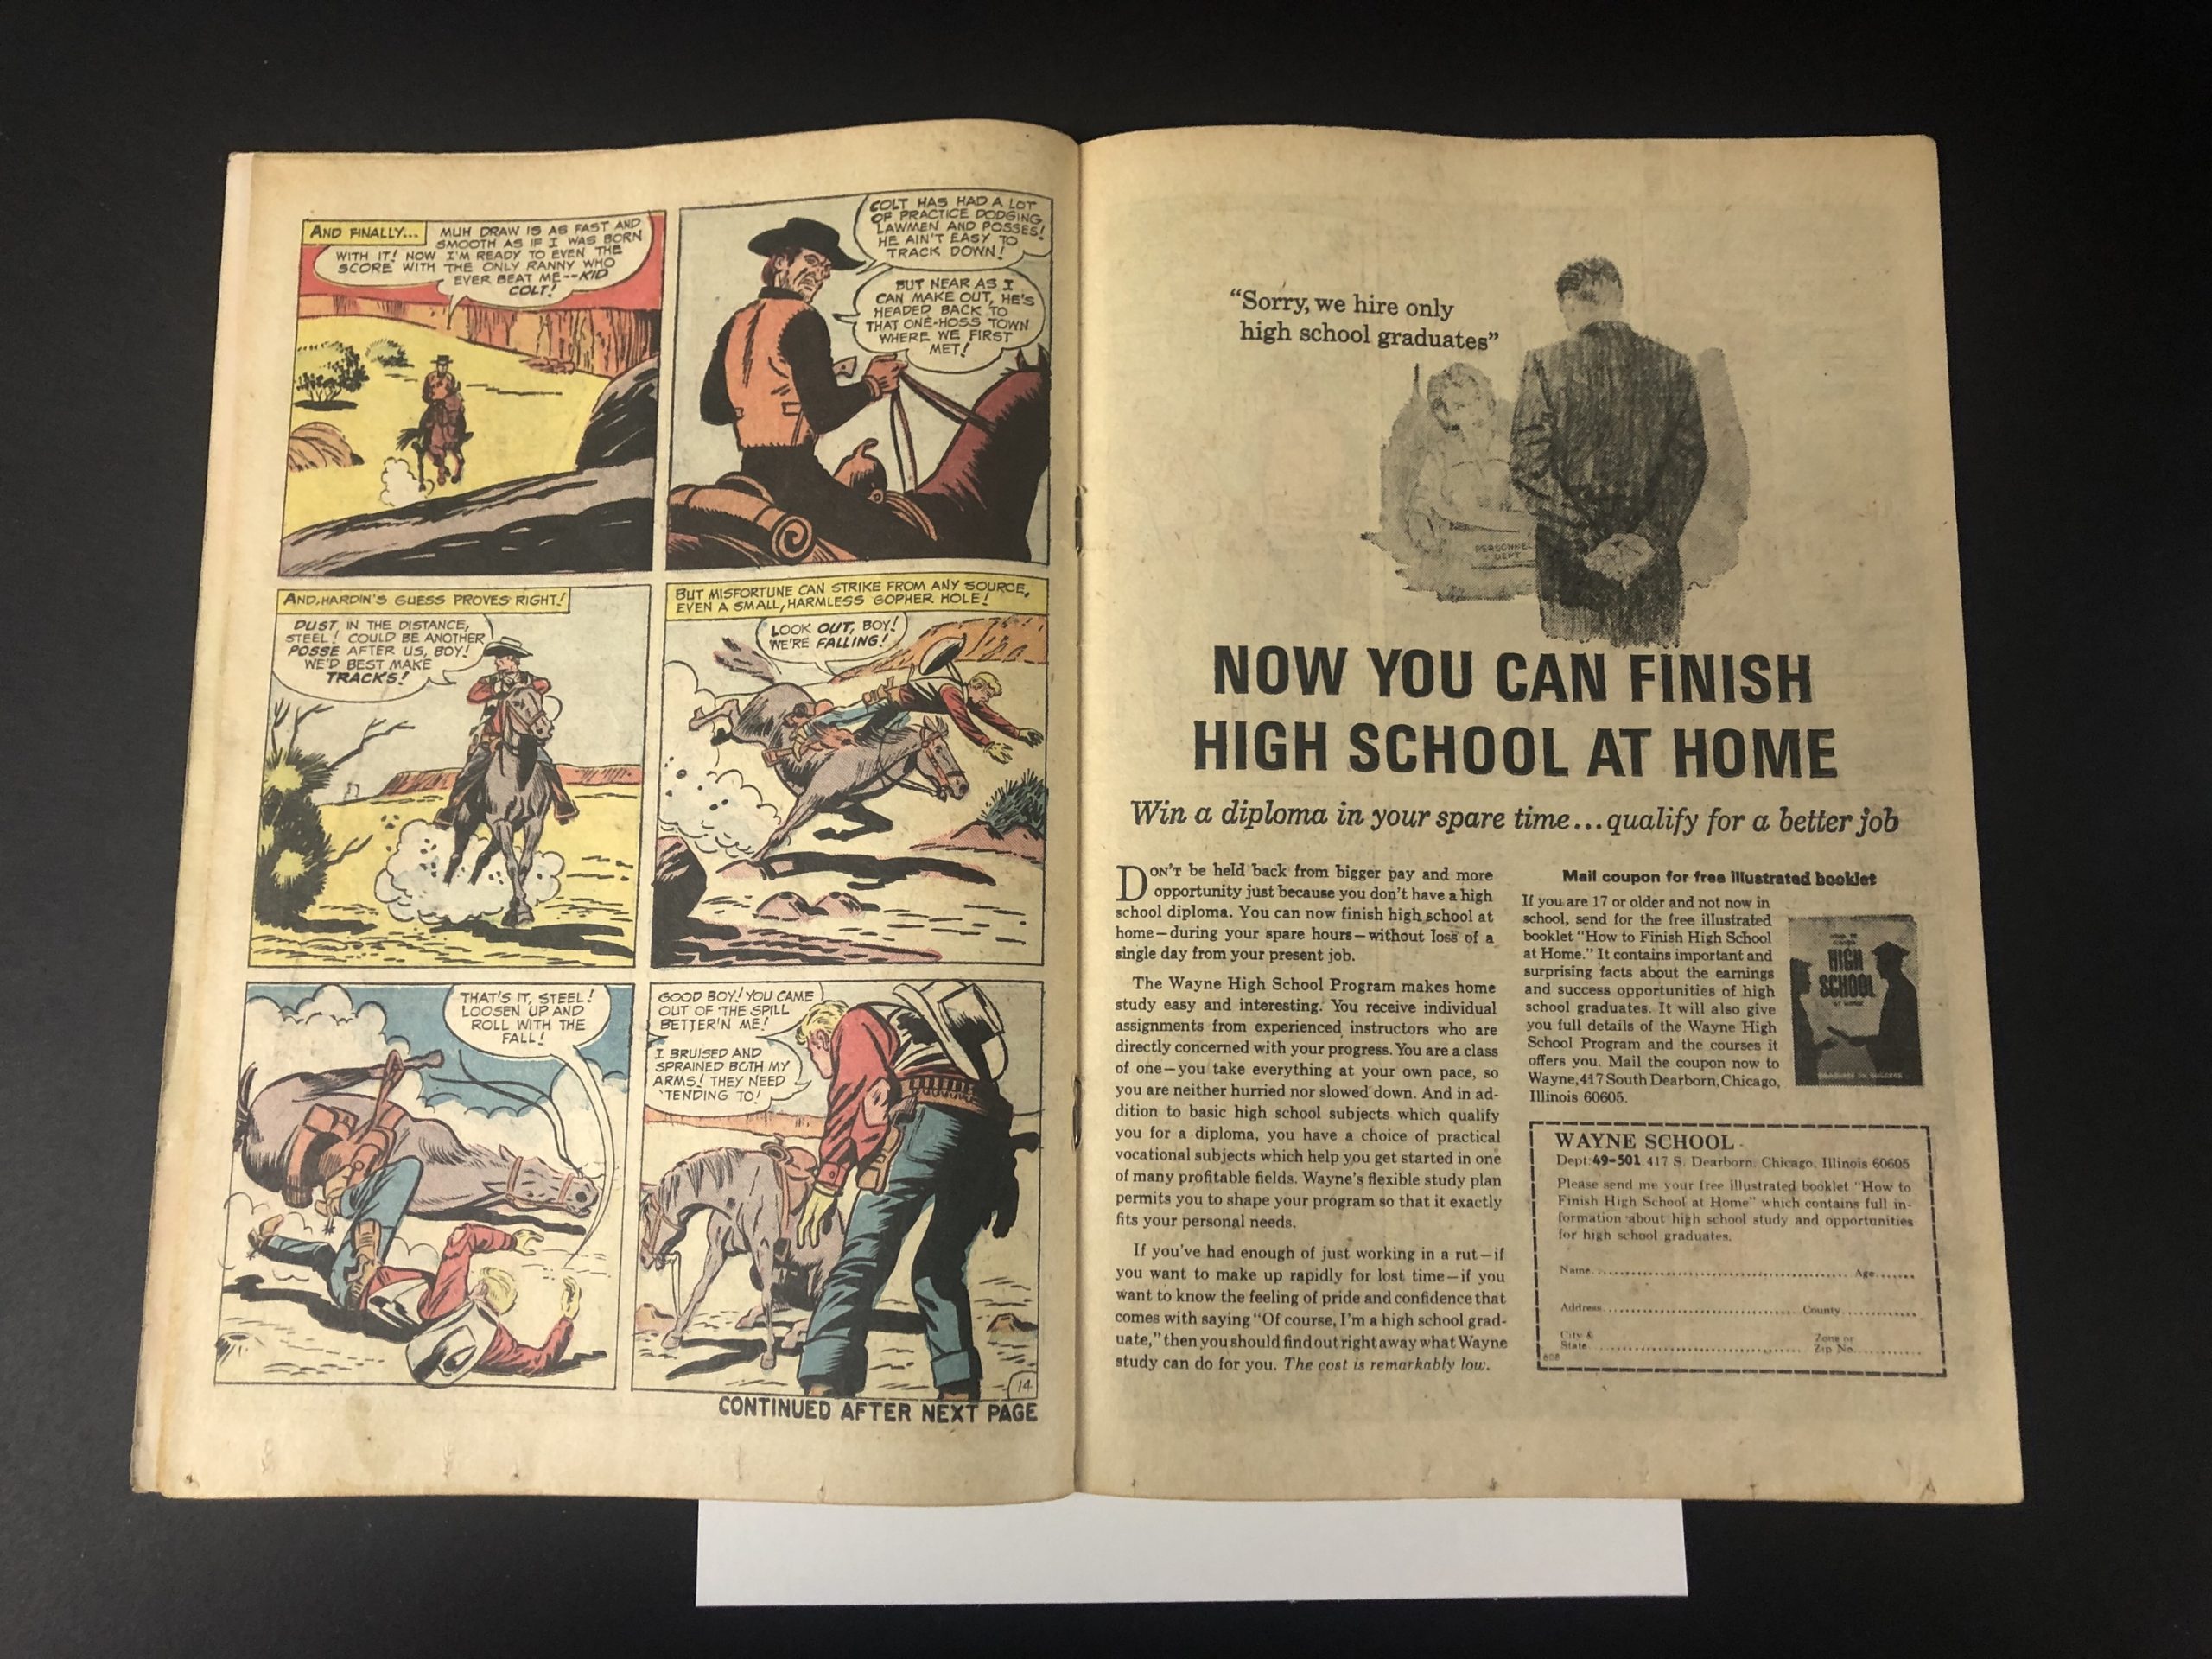 AND FINALLY...
MUH DRAW IS AS FAST AND
SMOOTH AS IF I WAS BORN
WITH IT! NOW I'M READY TO EVEN THE
SCORE WITH THE ONLY RANNY WHO
EVER BEAT ME--KID
COLT!
COLT HAS HAD A LOT
OF PRACTICE DODGING
LAWMEN AND POSSES!
HE AIN'T EASY TO
TRACK DOWN!
BUT NEAR AS I
CAN MAKE OUT, HE'S
HEADED BACK TO
THAT ONE-HOSS TOWN
WHERE WE FIRST
MET!
AND, HARDIN'S GUESS PROVES RIGHT!
DUST, IN THE DISTANCE,
STEEL! COULD BE ANOTHER
POSSE AFTER US, BOY!
WE'D BEST MAKE
TRACKS!
BUT MISFORTUNE CAN STRIKE FROM ANY SOURCE,
EVEN A SMALL, HARMLESS GOPHER HOLE!
LOOK OUT, BOY!
WE'RE FALLING!
THAT'S IT, STEEL!
LOOSEN UP AND
ROLL WITH THE
FALL!
GOOD BOY! YOU CAME
OUT OF THE SPILL
BETTER'N ME!
I BRUISED AND
SPRAINED BOTH MY
ARMS! THEY NEED
TENDING TO!
14
CONTINUED AFTER NEXT PAGE
"Sorry, we hire only
high school graduates"
PERSONNEL
DEPT
NOW YOU CAN FINISH
HIGH SCHOOL AT HOME
Win a diploma in your spare time...qualify for a better job
DON'T be held back from bigger pay and more
opportunity just because you don't have a high
school diploma. You can now finish high school at
home—during your spare hours—without loss of a
single day from your present job.
The Wayne High School Program makes home
study easy and interesting. You receive individual
assignments from experienced instructors who are
directly concerned with your progress. You are a class
of one—you take everything at your own pace, so
you are neither hurried nor slowed down. And in ad-
dition to basic high school subjects which qualify
you for a diploma, you have a choice of practical
vocational subjects which help you get started in one
of many profitable fields. Wayne's flexible study plan
permits you to shape your program so that it exactly
fits your personal needs.
If you've had enough of just working in a rut—if
you want to make up rapidly for lost time—if you
want to know the feeling of pride and confidence that
comes with saying "Of course, I'm a high school grad-
uate," then you should find out right away what Wayne
study can do for you. The cost is remarkably low.
Mail coupon for free illustrated booklet
If you are 17 or older and not now in
school, send for the free illustrated
booklet "How to Finish High School
at Home." It contains important and
surprising facts about the earnings
and success opportunities of high
school graduates. It will also give
you full details of the Wayne High
School Program and the courses it
offers you. Mail the coupon now to
Wayne, 417 South Dearborn, Chicago,
Illinois 60605.
HIGH
SCHOOL
AT HOME
WAYNE SCHOOL
Dept. 49-501 417 S. Dearborn, Chicago, Illinois 60605
Please send me your free illustrated booklet "How to
Finish High School at Home" which contains full in-
formation about high school study and opportunities
for high school graduates.
Name.......... Age.......
Address.......... County..........
City &
State..........
Zone or
Zip No..........